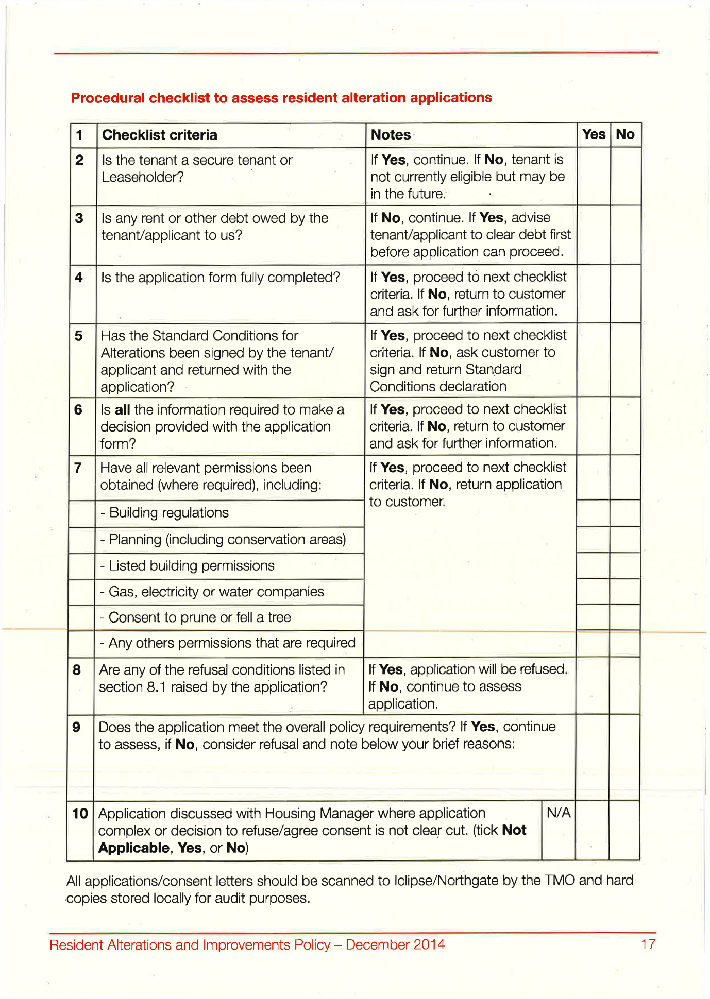 Procedural checklist to assess resident alteration applications
1 Checklist criteria Notes Yes No
2 Is the tenant a secure tenant or
Leaseholder?
If Yes, continue. If No, tenant is
not currently eligible but may be
in the future.
3 Is any rent or other debt owed by the
tenant/applicant to us?
If No, continue. If Yes, advise
tenant/applicant to clear debt first
before application can proceed.
4 Is the application form fully completed?
If Yes, proceed to next checklist
criteria. If No, return to customer
and ask for further information.
5 Has the Standard Conditions for
Alterations been signed by the tenant/
applicant and returned with the
application?
If Yes, proceed to next checklist
criteria. If No, ask customer to
sign and return Standard
Conditions declaration
6 Is all the information required to make a
decision provided with the application
form?
If Yes, proceed to next checklist
criteria. If No, return to customer
and ask for further information.
7 Have all relevant permissions been
obtained (where required), including:
If Yes, proceed to next checklist
criteria. If No, return application
to customer.
- Building regulations
- Planning (including conservation areas)
- Listed building permissions
- Gas, electricity or water companies
- Consent to prune or fell a tree
- Any others permissions that are required
8 Are any of the refusal conditions listed in
section 8.1 raised by the application?
If Yes, application will be refused.
If No, continue to assess
application.
9 Does the application meet the overall policy requirements? If Yes, continue
to assess, if No, consider refusal and note below your brief reasons:
10 Application discussed with Housing Manager where application
complex or decision to refuse/agree consent is not clear cut. (tick Not
Applicable, Yes, or No)
N/A
All applications/consent letters should be scanned to Iclipse/Northgate by the TMO and hard
copies stored locally for audit purposes.
Resident Alterations and Improvements Policy – December 2014 17